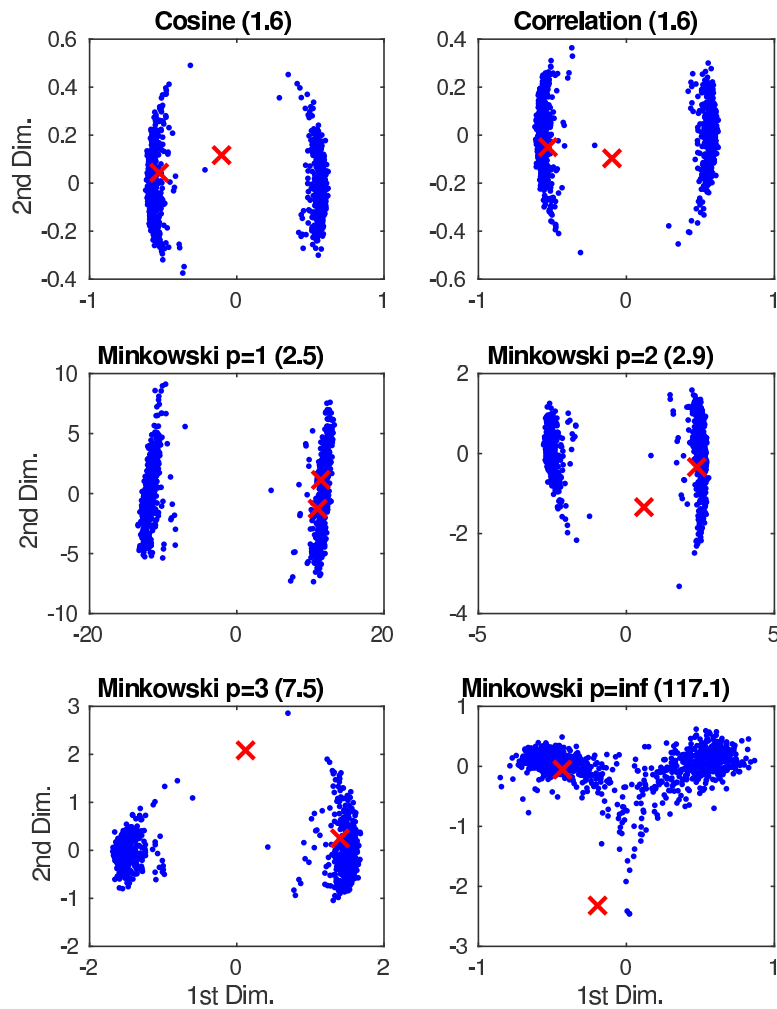 Cosine (1.6)
0.6
0.4
0.2
0
-0.2
-0.4
2nd Dim.
-1 0 1
Correlation (1.6)
0.4
0.2
0
-0.2
-0.4
-0.6
-1 0 1
Minkowski p=1 (2.5)
10
5
0
-5
-10
2nd Dim.
-20 0 20
Minkowski p=2 (2.9)
2
0
-2
-4
-5 0 5
Minkowski p=3 (7.5)
3
2
1
0
-1
-2
2nd Dim.
-2 0 2
1st Dim.
Minkowski p=inf (117.1)
1
0
-1
-2
-3
-1 0 1
1st Dim.